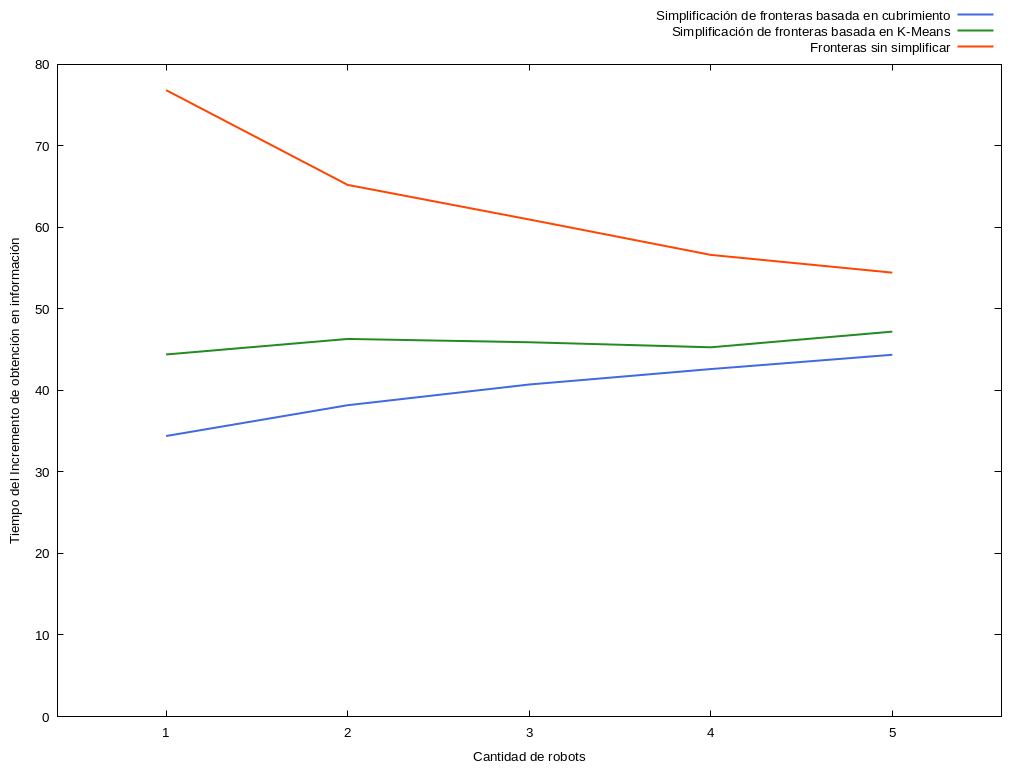 Simplificación de fronteras basada en cubrimiento
Simplificación de fronteras basada en K-Means
Fronteras sin simplificar
80
70
60
50
40
30
20
10
0
Tiempo del Incremento de obtención en información
1 2 3 4 5
Cantidad de robots